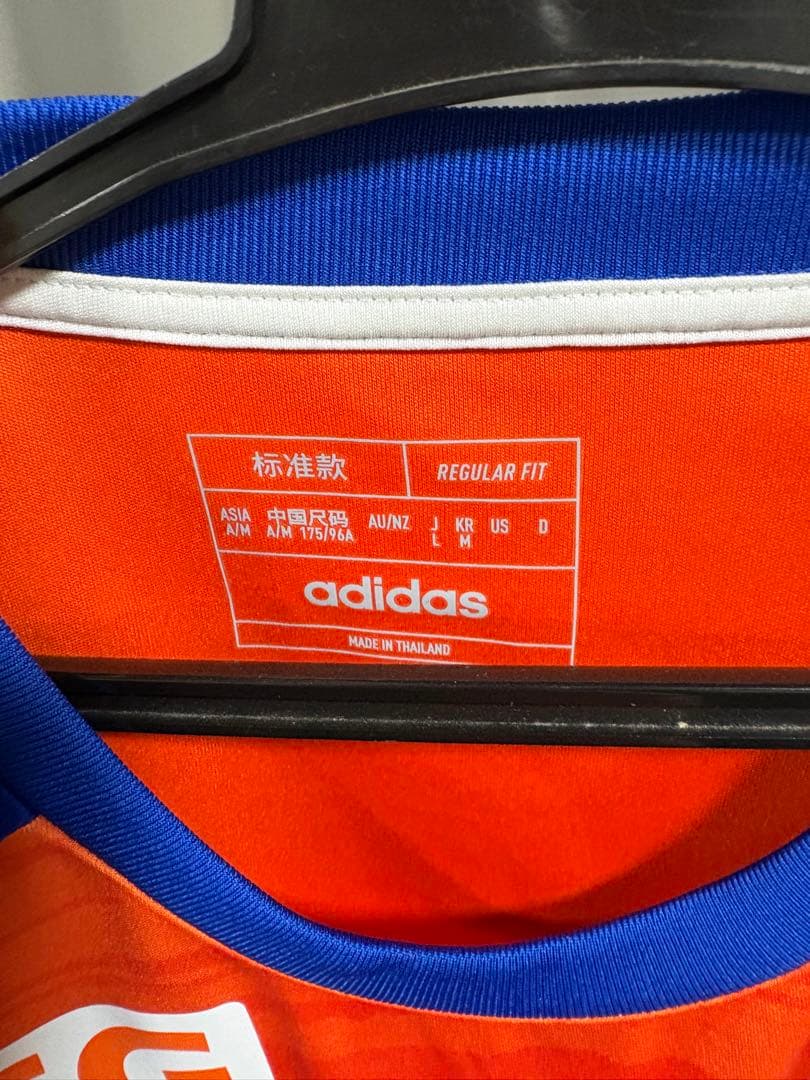 标准款 REGULAR FIT
ASIA 中国尺码 AU/NZ J KR US D
A/M A/M 175/96A L M
adidas
MADE IN THAILAND